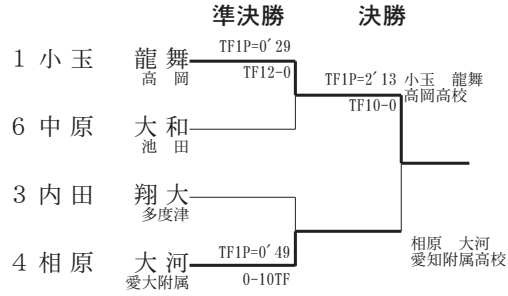 準決勝 決勝
1 小玉 龍舞
高岡
TF1P=0′29
TF12-0
TF1P=2′13
TF10-0
小玉 龍舞
高岡高校
6 中原 大和
池田
3 内田 翔大
多度津
4 相原 大河
愛大附属
TF1P=0′49
0-10TF
相原 大河
愛知附属高校